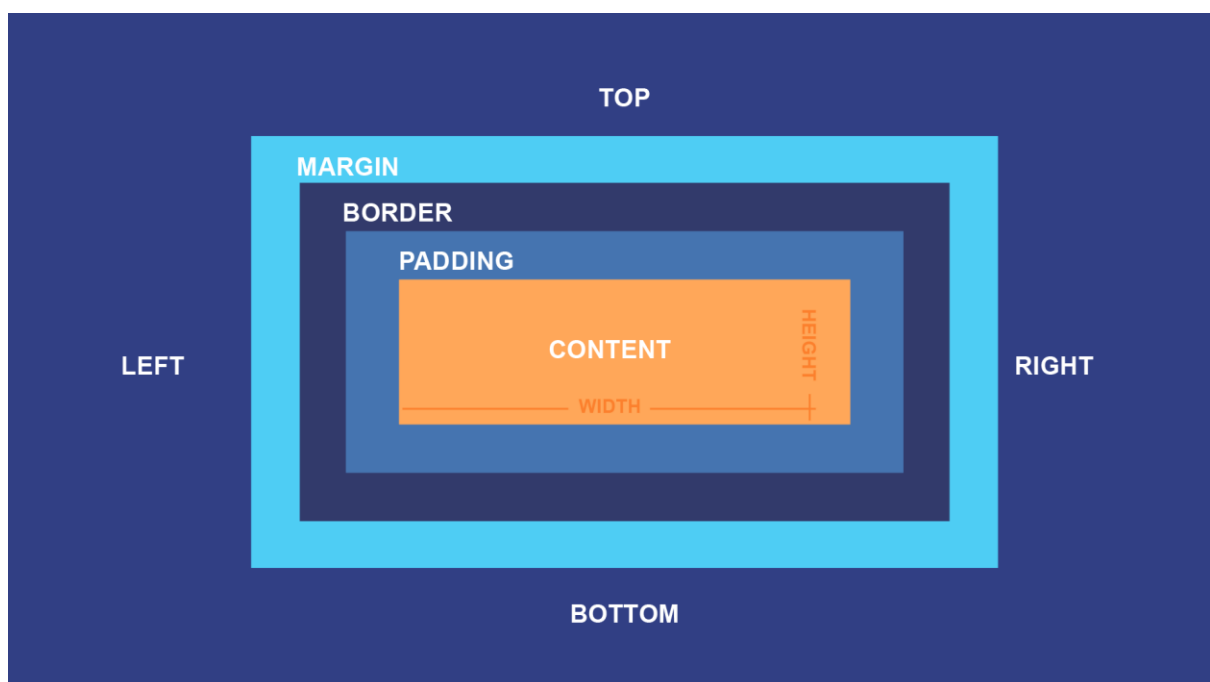 TOP
MARGIN
BORDER
PADDING
CONTENT
HEIGHT
LEFT
RIGHT
WIDTH
BOTTOM